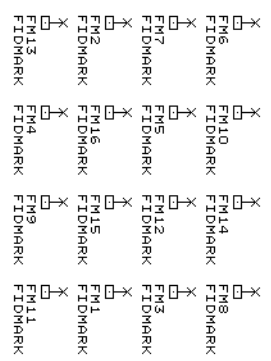 FM13
FIDMARK
FM2
FIDMARK
FM7
FIDMARK
FM6
FIDMARK
FM4
FIDMARK
FM16
FIDMARK
FM5
FIDMARK
FM10
FIDMARK
FM9
FIDMARK
FM15
FIDMARK
FM12
FIDMARK
FM14
FIDMARK
FM11
FIDMARK
FM1
FIDMARK
FM3
FIDMARK
FM8
FIDMARK